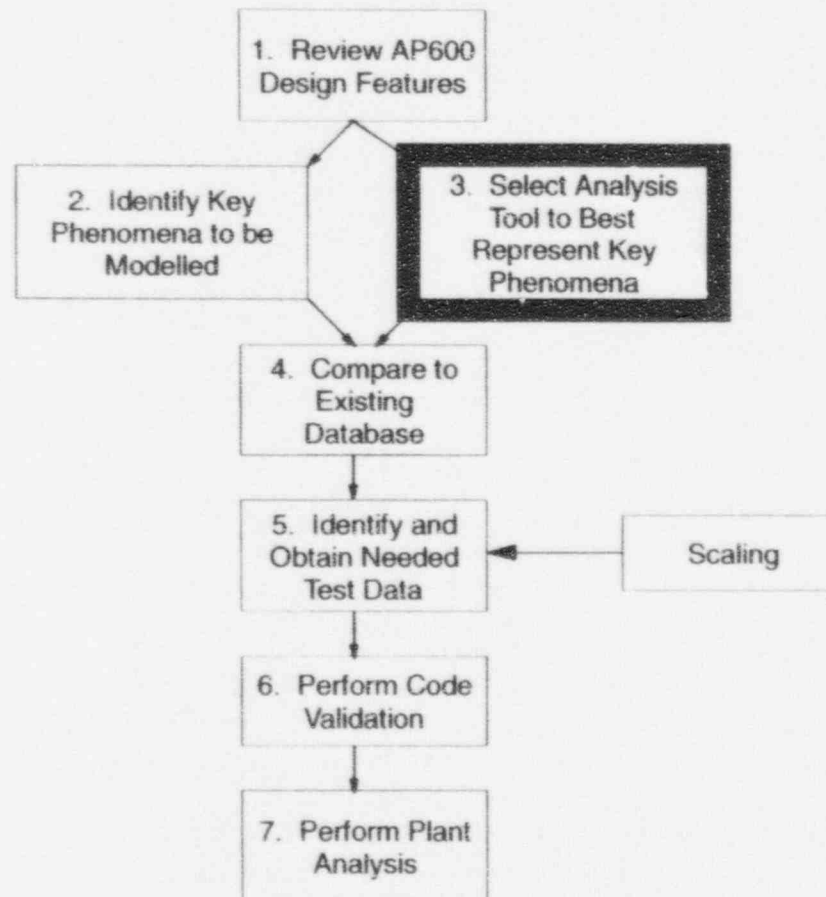 1. Review AP600
Design Features
2. Identify Key
Phenomena to be
Modelled
3. Select Analysis
Tool to Best
Represent Key
Phenomena
4. Compare to
Existing
Database
5. Identify and
Obtain Needed
Test Data
Scaling
6. Perform Code
Validation
7. Perform Plant
Analysis